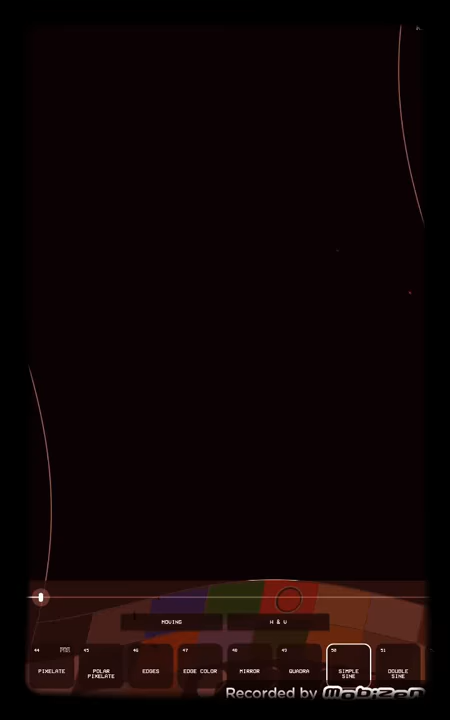 MOVING
H & V
44
45
46
47
48
49
50
51
PIXELATE
POLAR
PIXELATE
EDGES
EDGE COLOR
MIRROR
QUADRA
SIMPLE
SINE
DOUBLE
SINE
Recorded by Mobizen